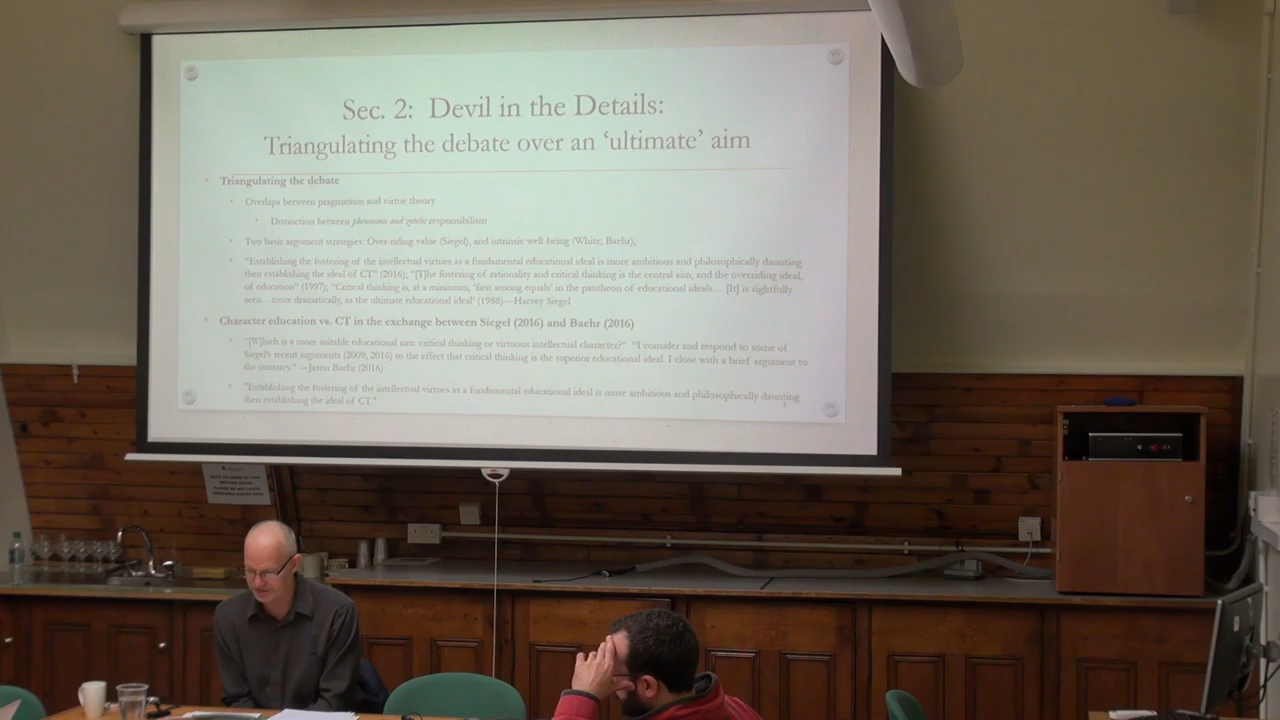 Sec. 2: Devil in the Details:
Triangulating the debate over an ‘ultimate’ aim
Triangulating the debate
Overlaps between pragmatism and virtue theory
Distinction between phronomic and zetetic responsibilism
Two basic argument strategies: Over-riding value (Siegel), and intrinsic well-being (White; Baehr);
“Establishing the fostering of the intellectual virtues as a fundamental educational ideal is more ambitious and philosophically daunting
then establishing the ideal of CT” (2016); “[T]he fostering of rationality and critical thinking is the central aim, and the overriding ideal,
of education” (1997); “Critical thinking is, at a minimum, ‘first among equals’ in the pantheon of educational ideals… [It] is rightfully
seen… more dramatically, as the ultimate educational ideal’ (1988)—Harvey Siegel
Character education vs. CT in the exchange between Siegel (2016) and Baehr (2016)
“[W]hich is a more suitable educational aim: critical thinking or virtuous intellectual character?” “I consider and respond to some of
Siegel’s recent arguments (2009, 2016) to the effect that critical thinking is the superior educational ideal. I close with a brief argument to
the contrary.” —Jason Baehr (2016)
"Establishing the fostering of the intellectual virtues as a fundamental educational ideal is more ambitious and philosophically daunting
then establishing the ideal of CT."